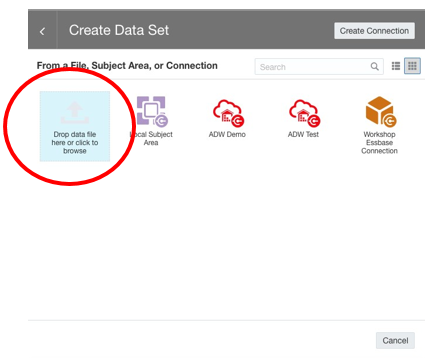 Create Data Set
Create Connection
From a File, Subject Area, or Connection
Search
Drop data file
here or click to
browse
Local Subject
Area
ADW Demo
ADW Test
Workshop
Essbase
Connection
Cancel